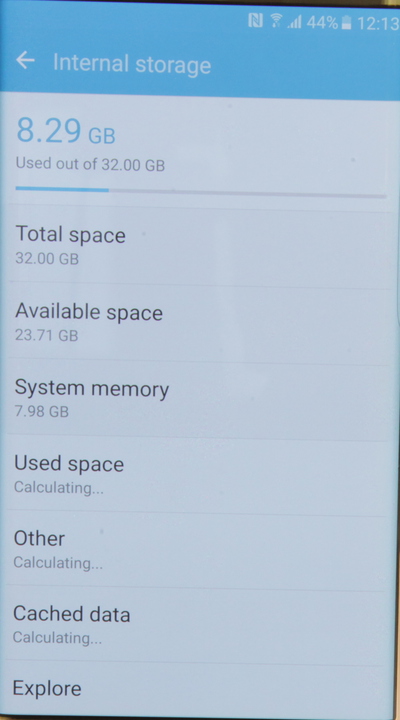 44% 12:13
Internal storage
8.29 GB
Used out of 32.00 GB
Total space
32.00 GB
Available space
23.71 GB
System memory
7.98 GB
Used space
Calculating...
Other
Calculating...
Cached data
Calculating...
Explore